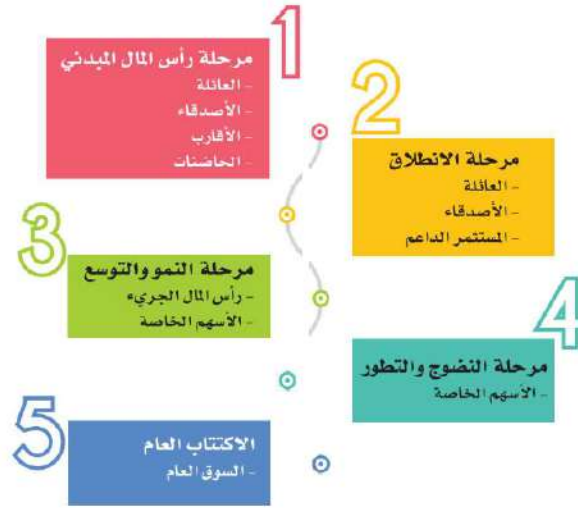 1
مرحلة رأس المال المبدئي
- العائلة
- الأصدقاء
- الأقارب
- الحاضنات
2
مرحلة الانطلاق
- العائلة
- الأصدقاء
- المستثمر الداعم
3
مرحلة النمو والتوسع
- رأس المال الجريء
- الأسهم الخاصة
4
مرحلة النضوج والتطور
- الأسهم الخاصة
5
الاكتتاب العام
- السوق العام